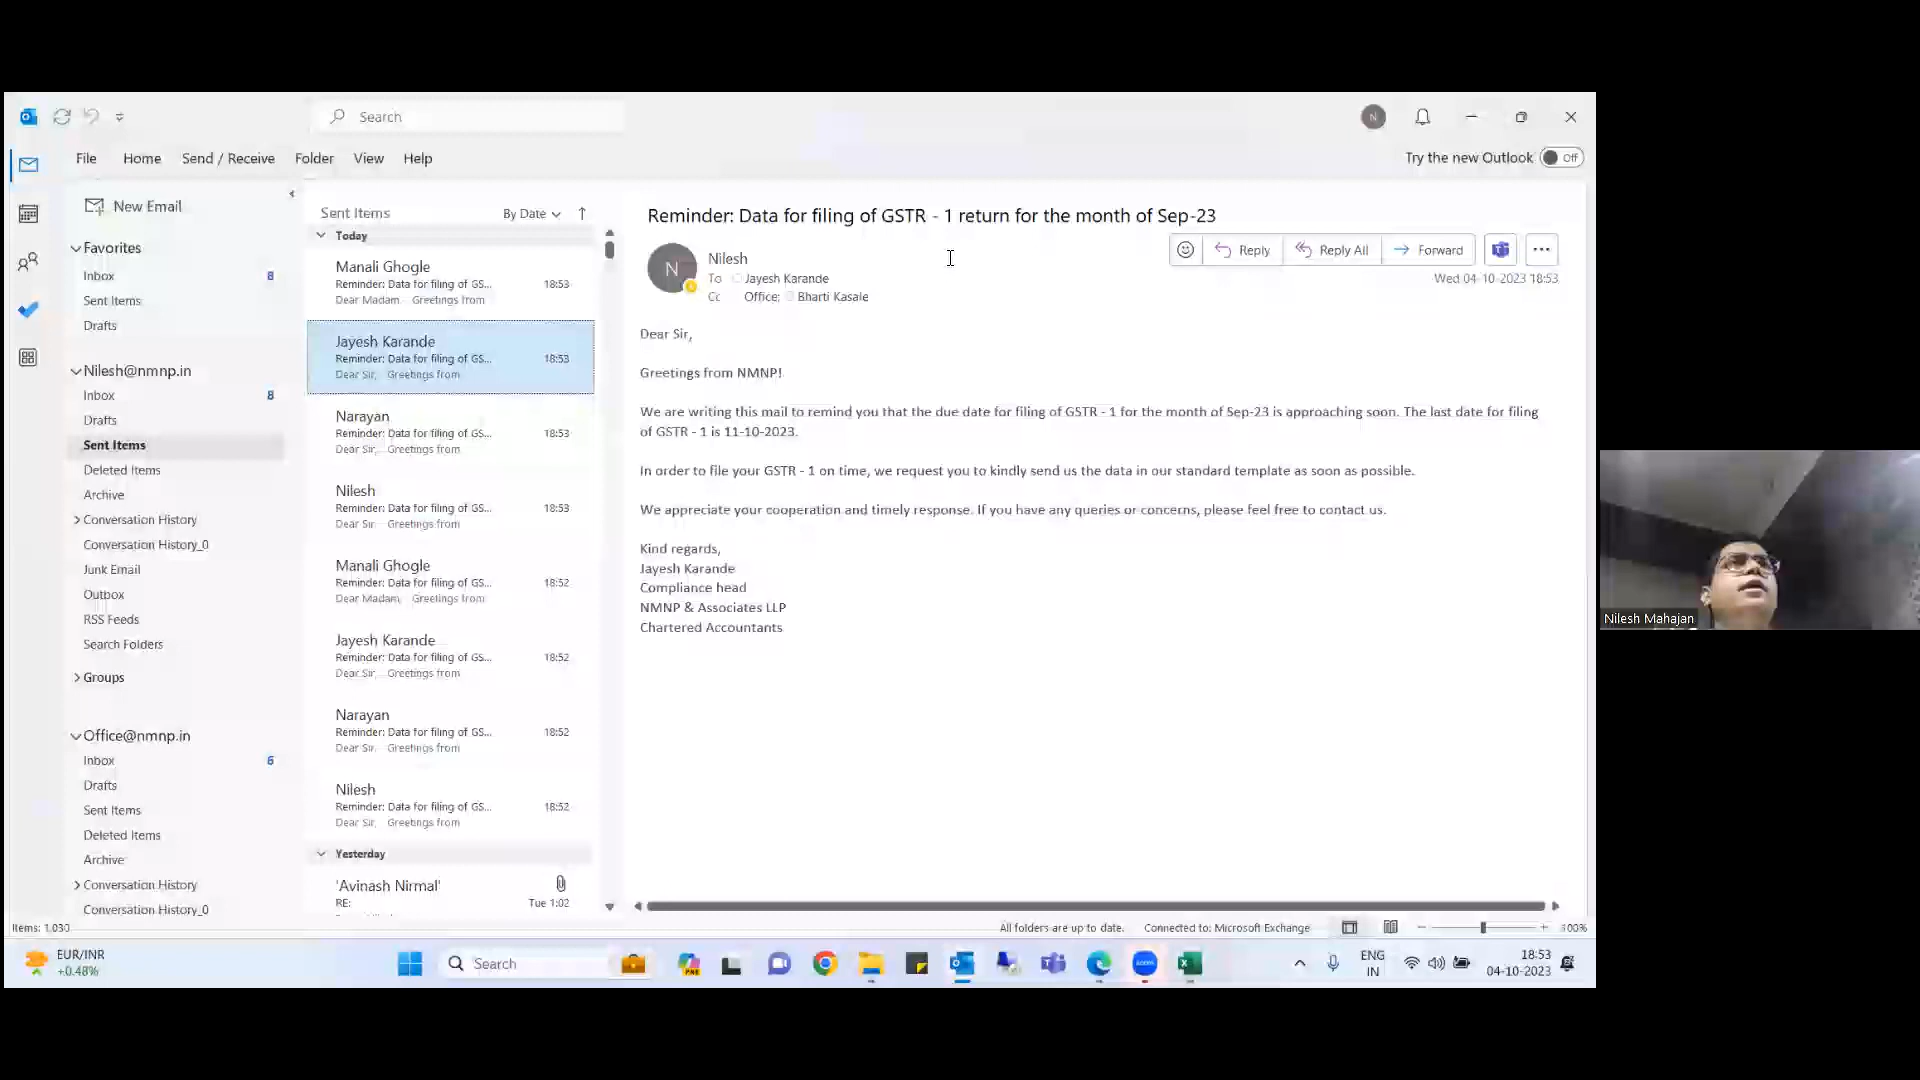 Search
N
File Home Send / Receive Folder View Help
Try the new Outlook Off
New Email
Favorites
Inbox 8
Sent Items
Drafts
Nilesh@nmnp.in
Inbox 8
Drafts
Sent Items
Deleted Items
Archive
Conversation History
Conversation History_0
Junk Email
Outbox
RSS Feeds
Search Folders
Groups
Office@nmnp.in
Inbox 6
Drafts
Sent Items
Deleted Items
Archive
Conversation History
Conversation History_0
Sent Items By Date
Today
Manali Ghogle
Reminder: Data for filing of GS... 18:53
Dear Madam, Greetings from
Jayesh Karande
Reminder: Data for filing of GS... 18:53
Dear Sir, Greetings from
Narayan
Reminder: Data for filing of GS... 18:53
Dear Sir, Greetings from
Nilesh
Reminder: Data for filing of GS... 18:53
Dear Sir, Greetings from
Manali Ghogle
Reminder: Data for filing of GS... 18:52
Dear Madam, Greetings from
Jayesh Karande
Reminder: Data for filing of GS... 18:52
Dear Sir, Greetings from
Narayan
Reminder: Data for filing of GS... 18:52
Dear Sir, Greetings from
Nilesh
Reminder: Data for filing of GS... 18:52
Dear Sir, Greetings from
Yesterday
'Avinash Nirmal'
RE: Tue 1:02
Reminder: Data for filing of GSTR - 1 return for the month of Sep-23
N
Nilesh
To Jayesh Karande
Cc Office; Bharti Kasale
Reply Reply All Forward
Wed 04-10-2023 18:53
Dear Sir,
Greetings from NMNP!
We are writing this mail to remind you that the due date for filing of GSTR - 1 for the month of Sep-23 is approaching soon. The last date for filing
of GSTR - 1 is 11-10-2023.
In order to file your GSTR - 1 on time, we request you to kindly send us the data in our standard template as soon as possible.
We appreciate your cooperation and timely response. If you have any queries or concerns, please feel free to contact us.
Kind regards,
Jayesh Karande
Compliance head
NMNP & Associates LLP
Chartered Accountants
Nilesh Mahajan
Items: 1,030
All folders are up to date. Connected to: Microsoft Exchange 100%
EUR/INR
+0.48%
Search
PRE
zoom
ENG
IN
18:53
04-10-2023